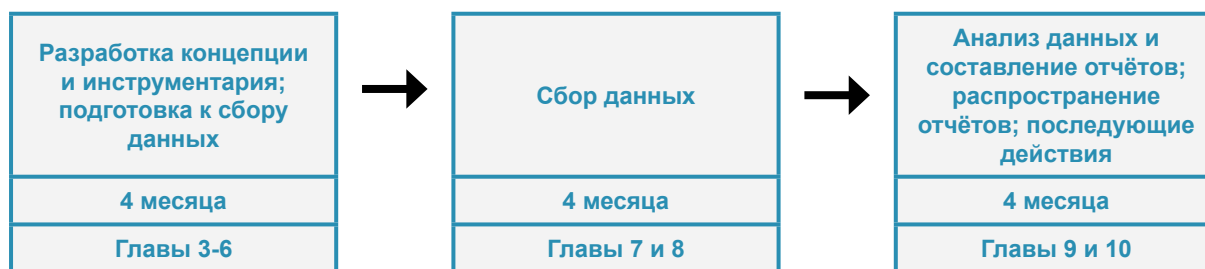 Разработка концепции
и инструментария;
подготовка к сбору
данных
4 месяца
Главы 3-6
Сбор данных
4 месяца
Главы 7 и 8
Анализ данных и
составление отчётов;
распространение
отчётов; последующие
действия
4 месяца
Главы 9 и 10